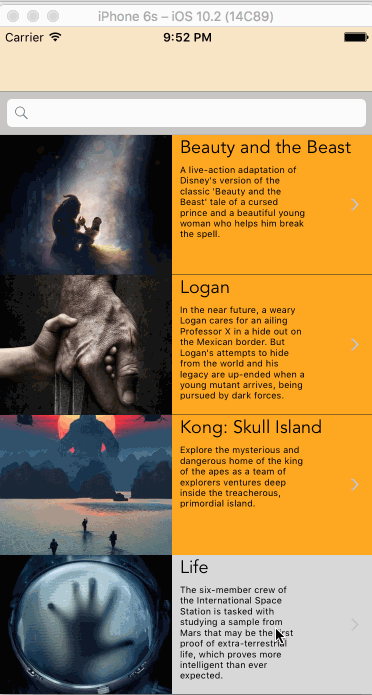 iPhone 6s – iOS 10.2 (14C89)
Carrier 9:52 PM
Beauty and the Beast
A live-action adaptation of
Disney's version of the
classic 'Beauty and the
Beast' tale of a cursed
prince and a beautiful young
woman who helps him break
the spell.
Logan
In the near future, a weary
Logan cares for an ailing
Professor X in a hide out on
the Mexican border. But
Logan's attempts to hide
from the world and his
legacy are up-ended when a
young mutant arrives, being
pursued by dark forces.
Kong: Skull Island
Explore the mysterious and
dangerous home of the king
of the apes as a team of
explorers ventures deep
inside the treacherous,
primordial island.
Life
The six-member crew of
the International Space
Station is tasked with
studying a sample from
Mars that may be the first
proof of extra-terrestrial
life, which proves more
intelligent than ever
expected.